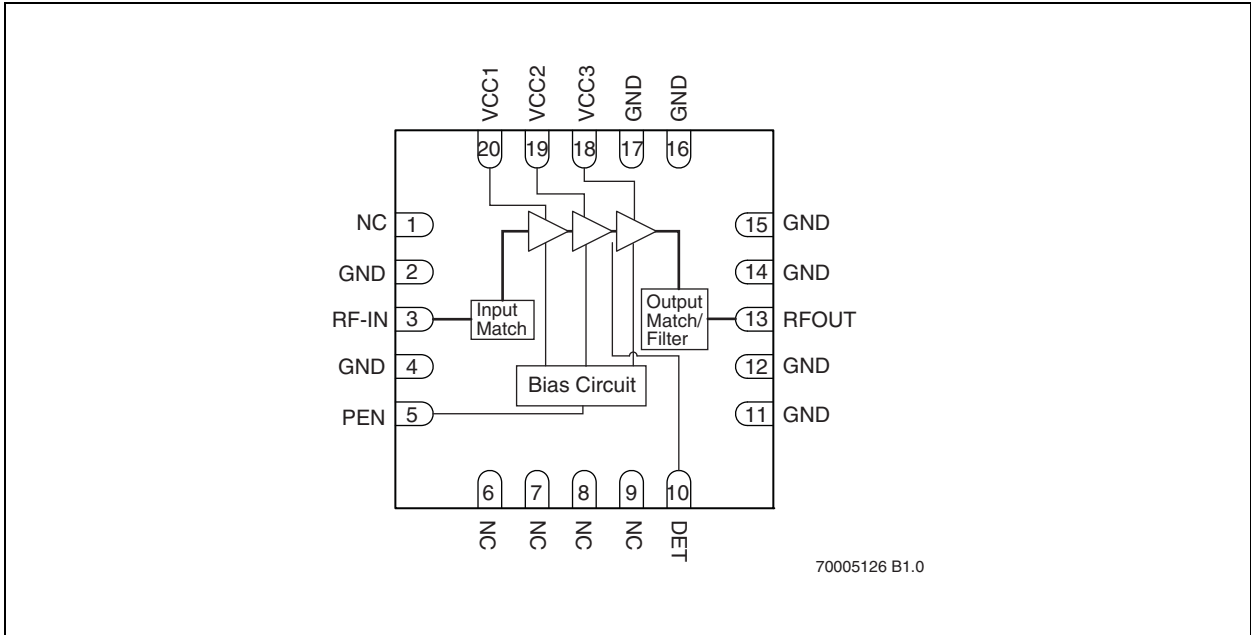 VCC1
VCC2
VCC3
GND
GND
20
19
18
17
16
NC 1
15 GND
GND 2
14 GND
RF-IN 3
Input
Match
Output
Match/
Filter
13 RFOUT
GND 4
12 GND
Bias Circuit
PEN 5
11 GND
6
7
8
9
10
NC
NC
NC
NC
DET
70005126 B1.0